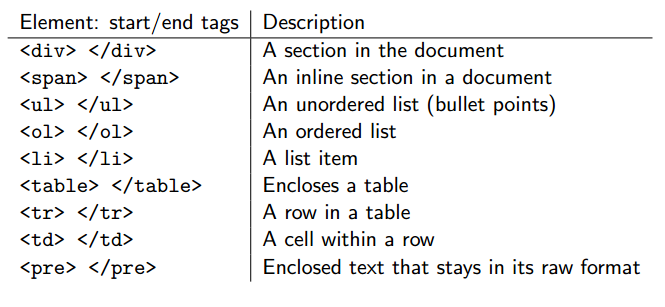 Element: start/end tags Description
<div> </div> A section in the document
<span> </span> An inline section in a document
<ul> </ul> An unordered list (bullet points)
<ol> </ol> An ordered list
<li> </li> A list item
<table> </table> Encloses a table
<tr> </tr> A row in a table
<td> </td> A cell within a row
<pre> </pre> Enclosed text that stays in its raw format